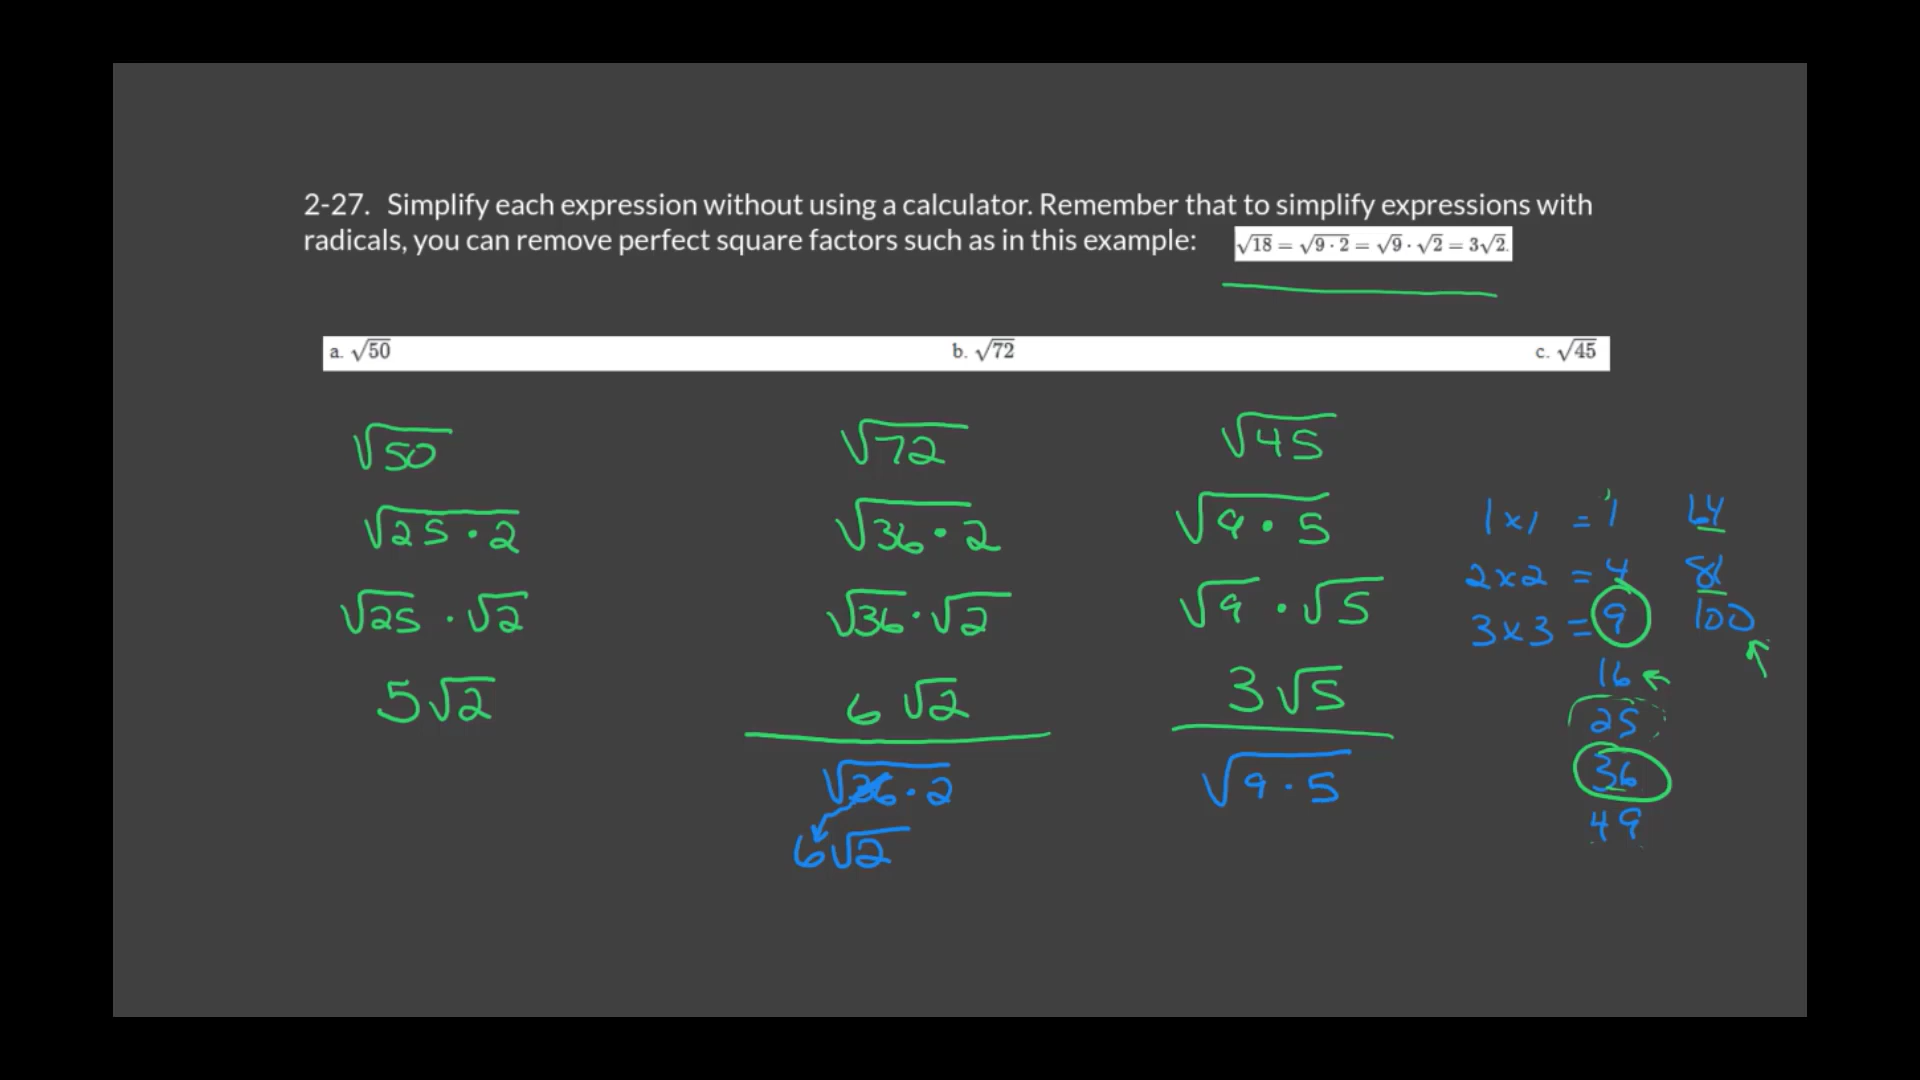 2-27. Simplify each expression without using a calculator. Remember that to simplify expressions with
radicals, you can remove perfect square factors such as in this example: √18 = √9 · 2 = √9 · √2 = 3√2.
a. √50 b. √72 c. √45
√50
√25 · 2
√25 · √2
5√2
√72
√36 · 2
√36 · √2
6 √2
√36 · 2
6√2
√45
√9 · 5
√9 · √5
3√5
√9 · 5
1x1 = 1
2x2 = 4
3x3 = 9
16
25
36
49
64
81
100